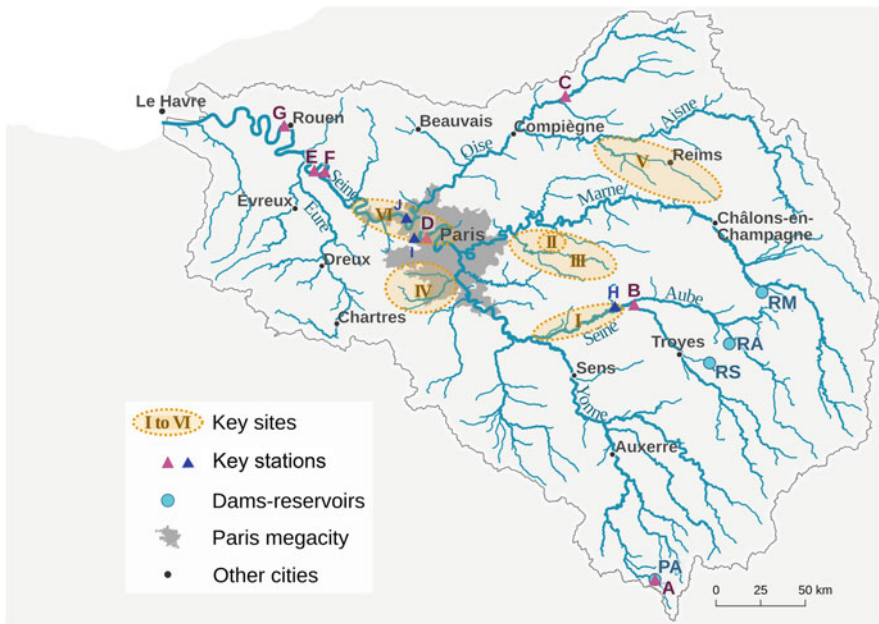 C
Le Havre
G
Rouen
Beauvais
Compiègne
Aisne
Oise
E
F
Seine
V
Reims
Marne
Évreux
Eure
VI
J
D
Paris
I
Châlons-en-
Champagne
II
III
Dreux
IV
RM
H
B
Aube
I
Seine
Chartres
Troyes
RA
RS
Sens
Yonne
Auxerre
PA
A
I to VI
Key sites
Key stations
Dams-reservoirs
Paris megacity
Other cities
0 25 50 km